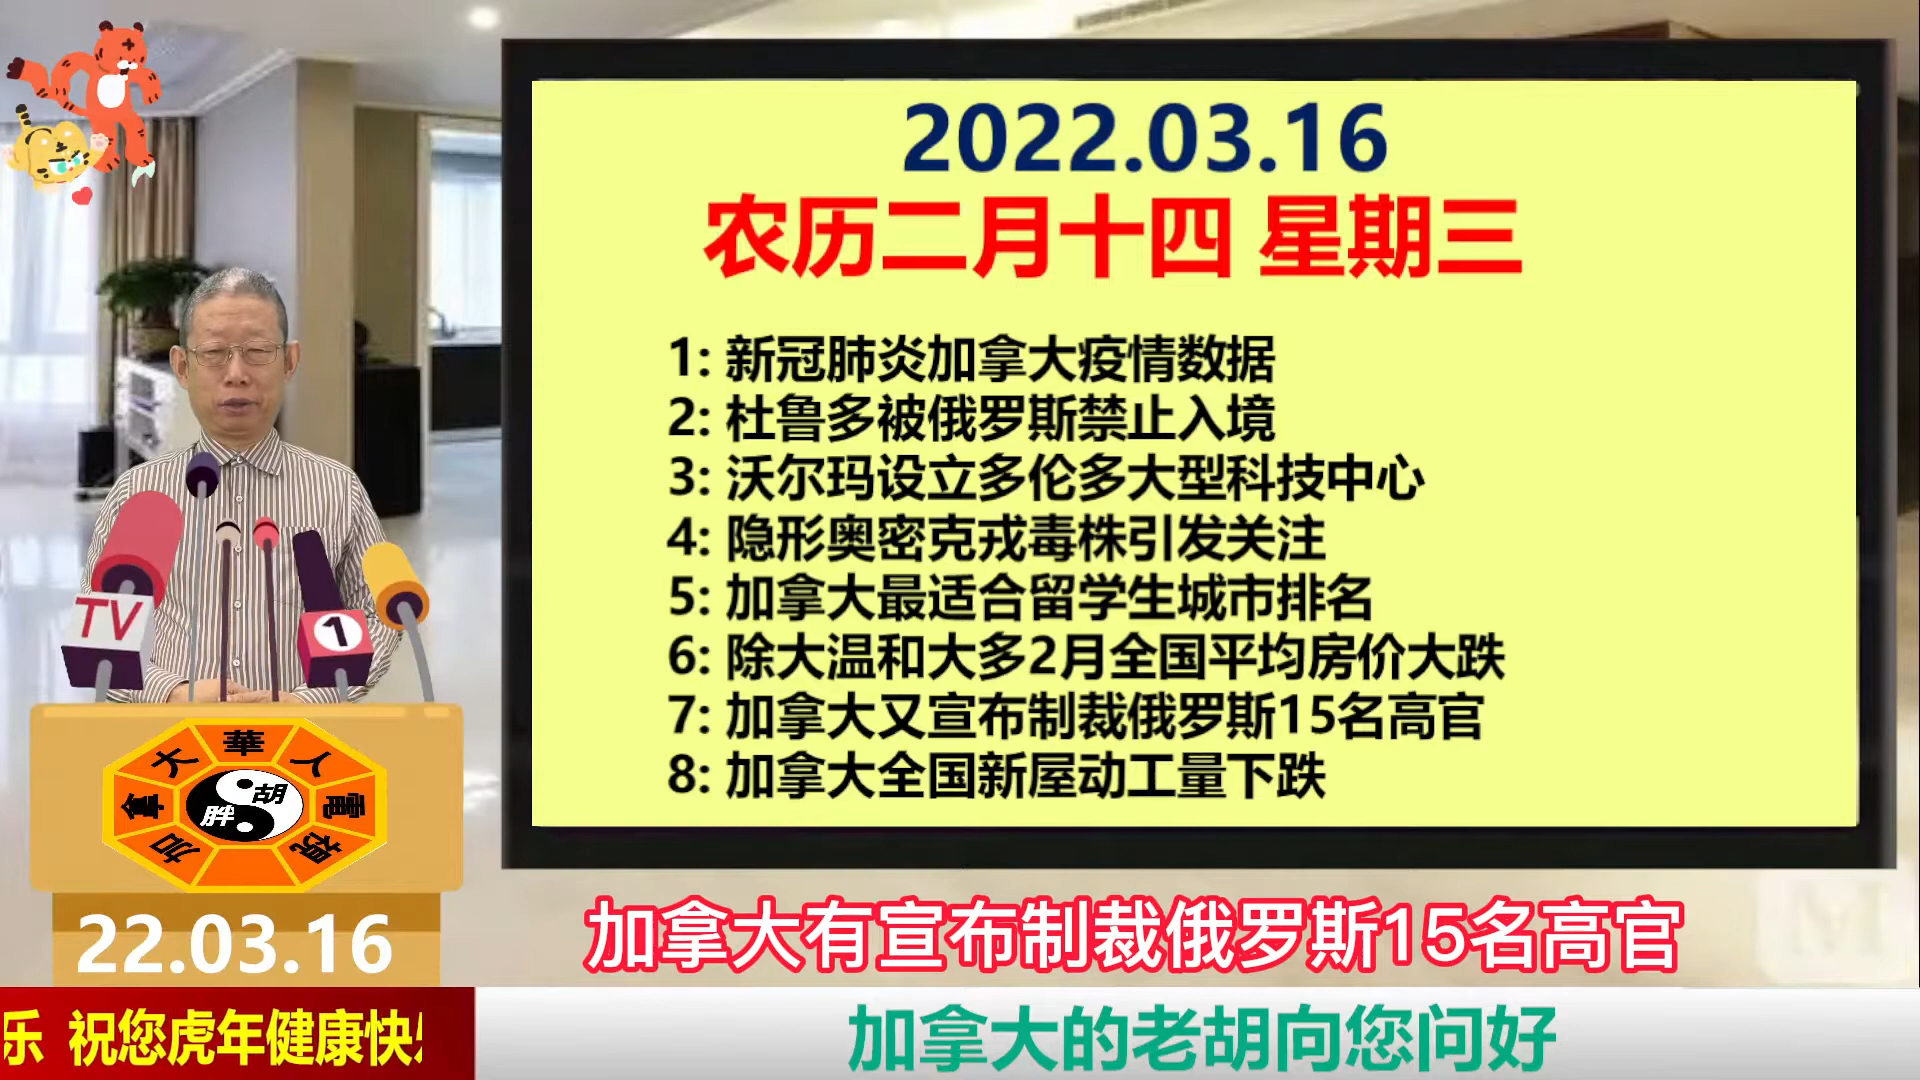 2022.03.16
农历二月十四 星期三
1: 新冠肺炎加拿大疫情数据
2: 杜鲁多被俄罗斯禁止入境
3: 沃尔玛设立多伦多大型科技中心
4: 隐形奥密克戎毒株引发关注
5: 加拿大最适合留学生城市排名
6: 除大温和大多2月全国平均房价大跌
7: 加拿大又宣布制裁俄罗斯15名高官
8: 加拿大全国新屋动工量下跌
TV
1
加拿大華人電視
胡
胖
22.03.16
加拿大有宣布制裁俄罗斯15名高官
乐 祝您虎年健康快
加拿大的老胡向您问好